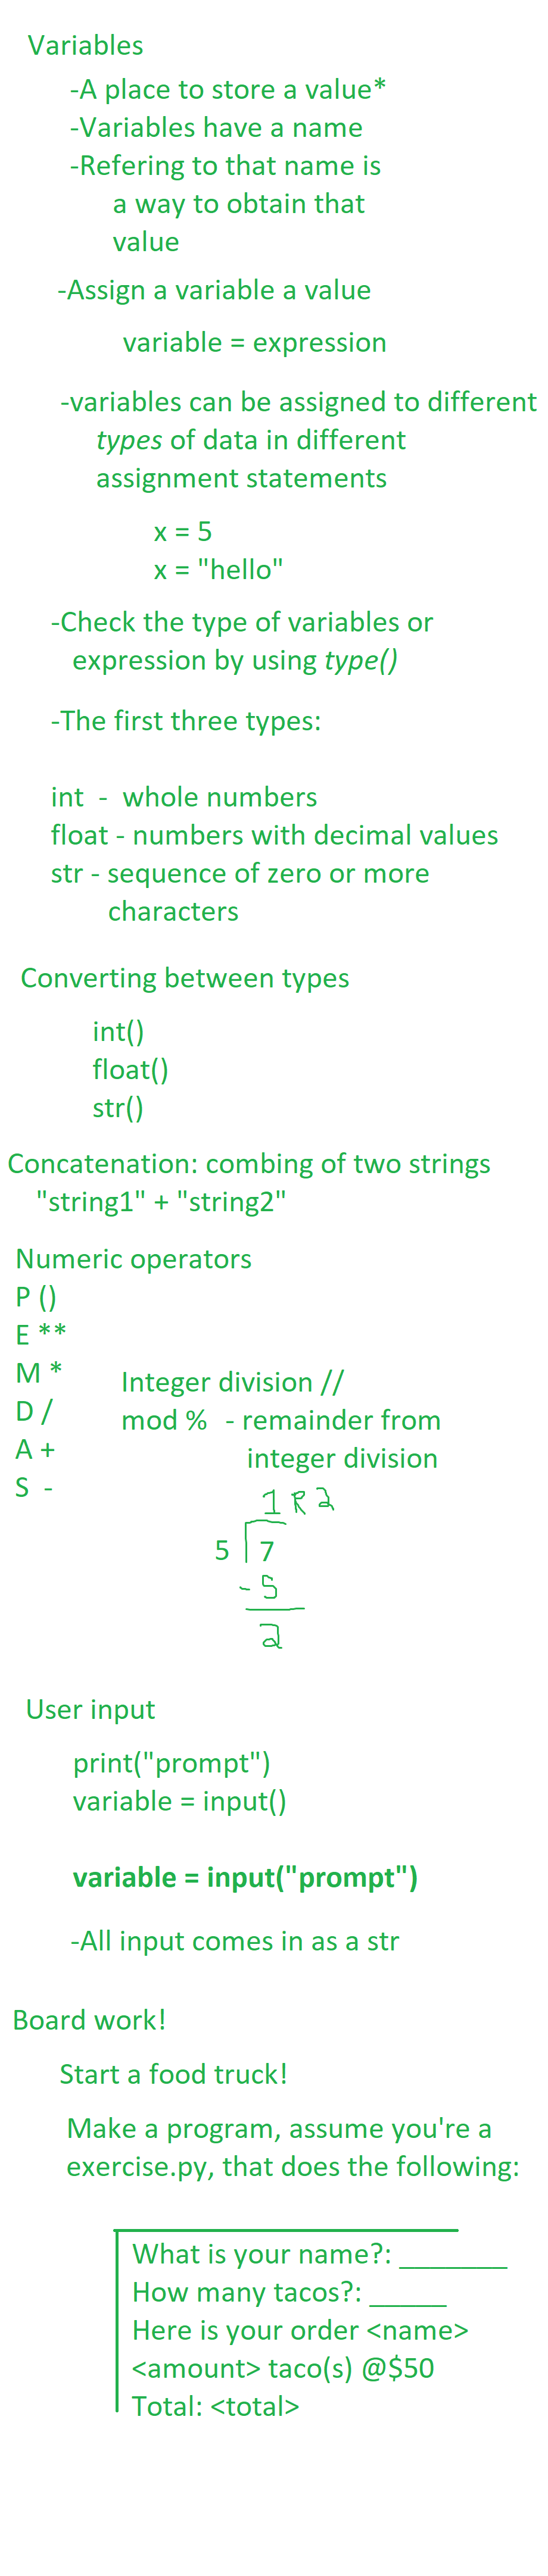 Variables
-A place to store a value*
-Variables have a name
-Refering to that name is
a way to obtain that
value
-Assign a variable a value
variable = expression
-variables can be assigned to different
types of data in different
assignment statements
x = 5
x = "hello"
-Check the type of variables or
expression by using type()
-The first three types:
int - whole numbers
float - numbers with decimal values
str - sequence of zero or more
characters
Converting between types
int()
float()
str()
Concatenation: combing of two strings
"string1" + "string2"
Numeric operators
P ()
E **
M *
D /
A +
S -
Integer division //
mod % - remainder from
integer division
1 R 2
5 7
- 5
2
User input
print("prompt")
variable = input()
variable = input("prompt")
-All input comes in as a str
Board work!
Start a food truck!
Make a program, assume you're a
exercise.py, that does the following:
What is your name?: _______
How many tacos?: _____
Here is your order <name>
<amount> taco(s) @$50
Total: <total>